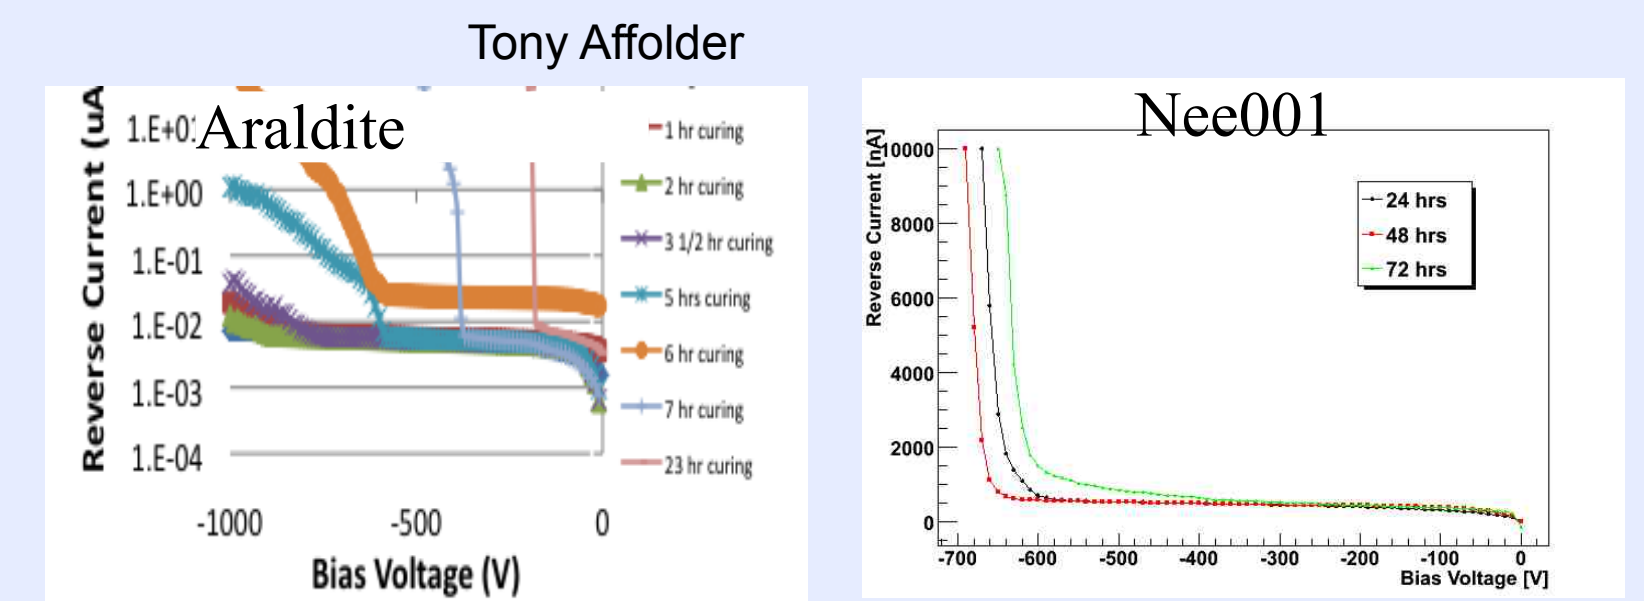 Tony Affolder
Araldite
Reverse Current (uA
1.E+01
1.E+00
1.E-01
1.E-02
1.E-03
1.E-04
-1000
-500
0
Bias Voltage (V)
1 hr curing
2 hr curing
3 1/2 hr curing
5 hrs curing
6 hr curing
7 hr curing
23 hr curing
Nee001
Reverse Current [nA]
10000
8000
6000
4000
2000
0
24 hrs
48 hrs
72 hrs
-700
-600
-500
-400
-300
-200
-100
0
Bias Voltage [V]